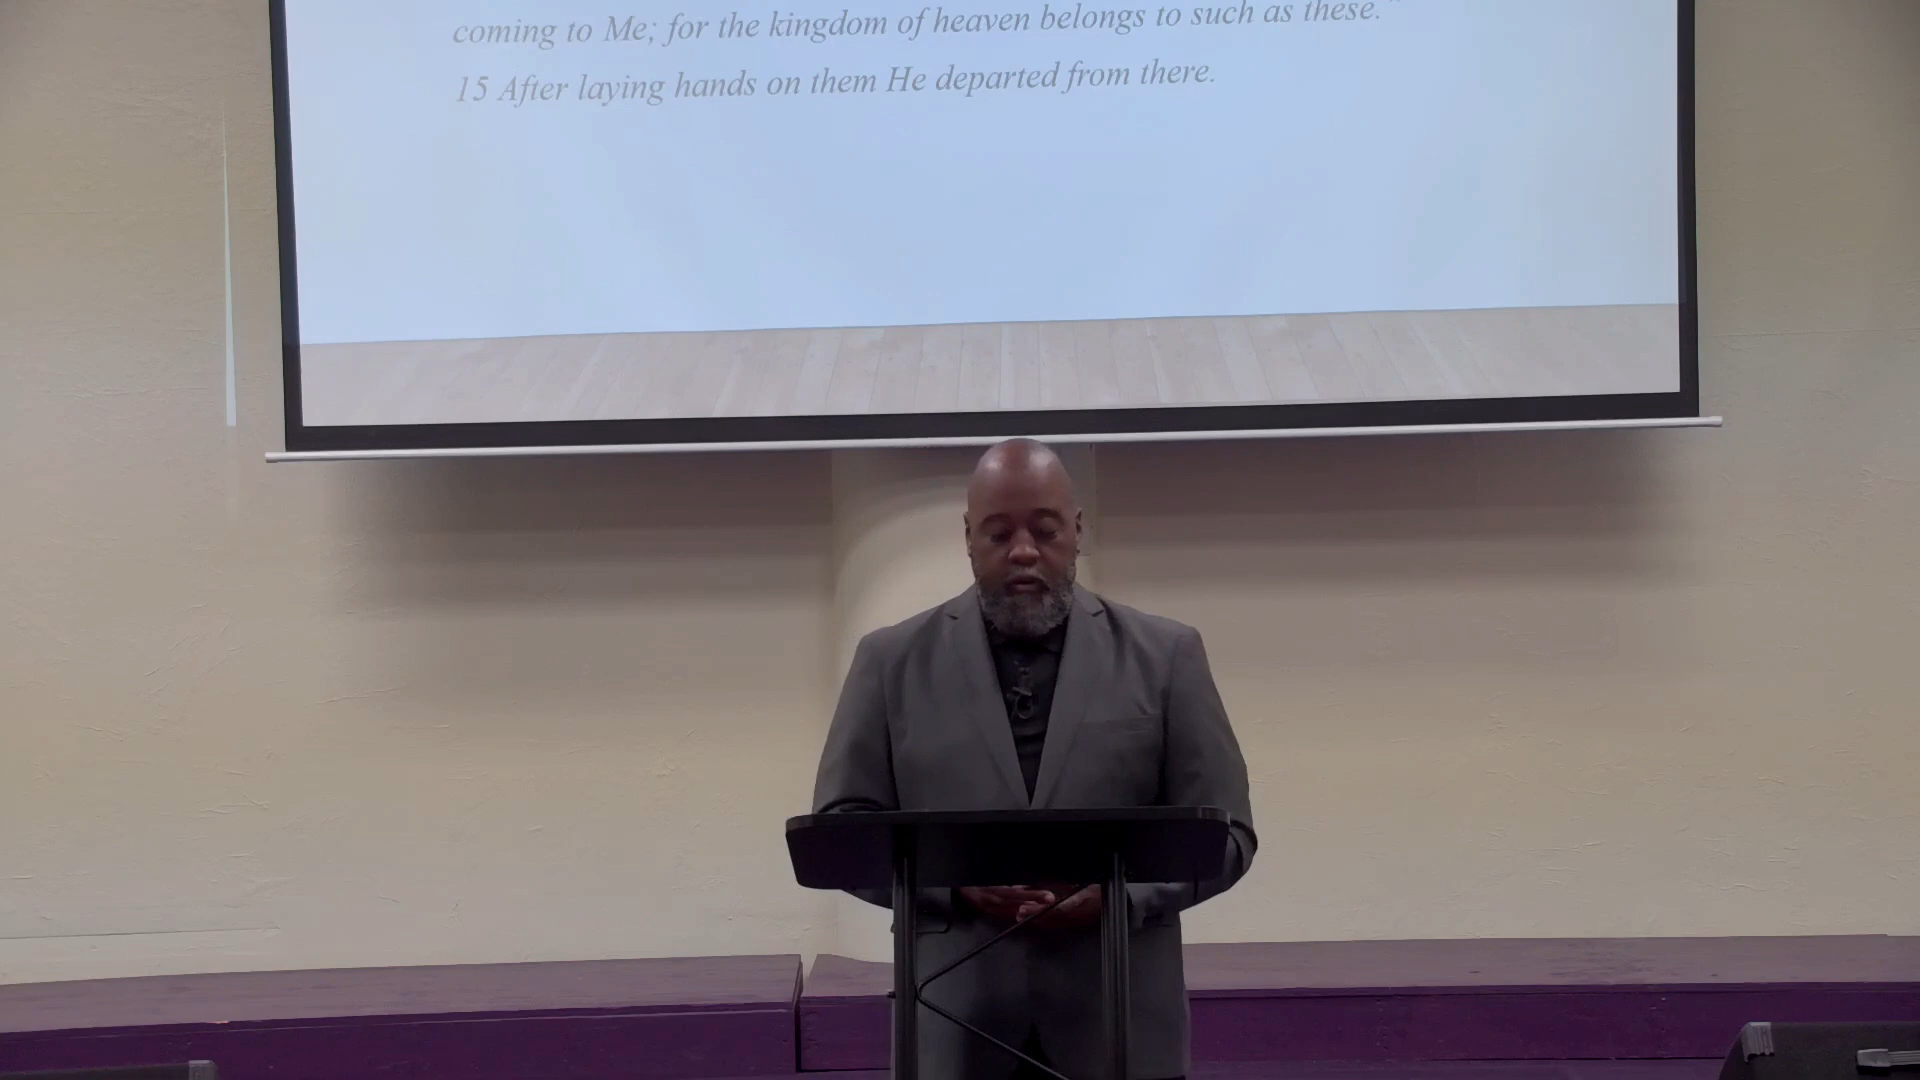 coming to Me; for the kingdom of heaven belongs to such as these."
15 After laying hands on them He departed from there.